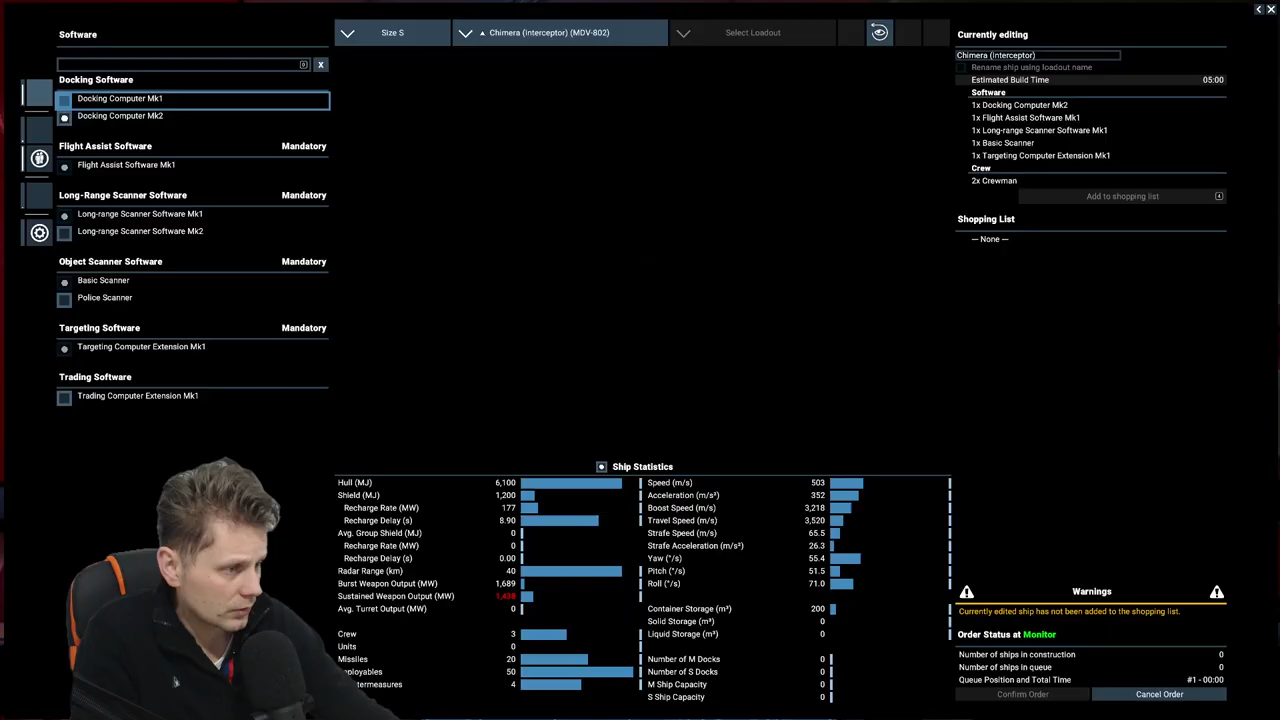 Software
Size S
Chimera (Interceptor) (MDV-802)
Select Loadout
X
Docking Software
Docking Computer Mk1
Docking Computer Mk2
Flight Assist Software Mandatory
Flight Assist Software Mk1
Long-Range Scanner Software Mandatory
Long-range Scanner Software Mk1
Long-range Scanner Software Mk2
Object Scanner Software Mandatory
Basic Scanner
Police Scanner
Targeting Software Mandatory
Targeting Computer Extension Mk1
Trading Software
Trading Computer Extension Mk1
Ship Statistics
Hull (MJ) 6,100
Shield (MJ) 1,200
Recharge Rate (MW) 177
Recharge Delay (s) 8.90
Avg. Group Shield (MJ) 0
Recharge Rate (MW) 0
Recharge Delay (s) 0.00
Radar Range (km) 40
Burst Weapon Output (MW) 1,689
Sustained Weapon Output (MW) 1,438
Avg. Turret Output (MW) 0
Crew 3
Units 0
Missiles 20
eployables 50
termeasures 4
Speed (m/s) 503
Acceleration (m/s²) 352
Boost Speed (m/s) 3,218
Travel Speed (m/s) 3,520
Strafe Speed (m/s) 65.5
Strafe Acceleration (m/s²) 26.3
Yaw (°/s) 55.4
Pitch (°/s) 51.5
Roll (°/s) 71.0
Container Storage (m³) 200
Solid Storage (m³) 0
Liquid Storage (m³) 0
Number of M Docks 0
Number of S Docks 0
M Ship Capacity 0
S Ship Capacity 0
Currently editing
Chimera (Interceptor)
Rename ship using loadout name
Estimated Build Time 05:00
Software
1x Docking Computer Mk2
1x Flight Assist Software Mk1
1x Long-range Scanner Software Mk1
1x Basic Scanner
1x Targeting Computer Extension Mk1
Crew
2x Crewman
Add to shopping list
Shopping List
— None —
Warnings
Currently edited ship has not been added to the shopping list.
Order Status at Monitor
Number of ships in construction 0
Number of ships in queue 0
Queue Position and Total Time #1 - 00:00
Confirm Order
Cancel Order